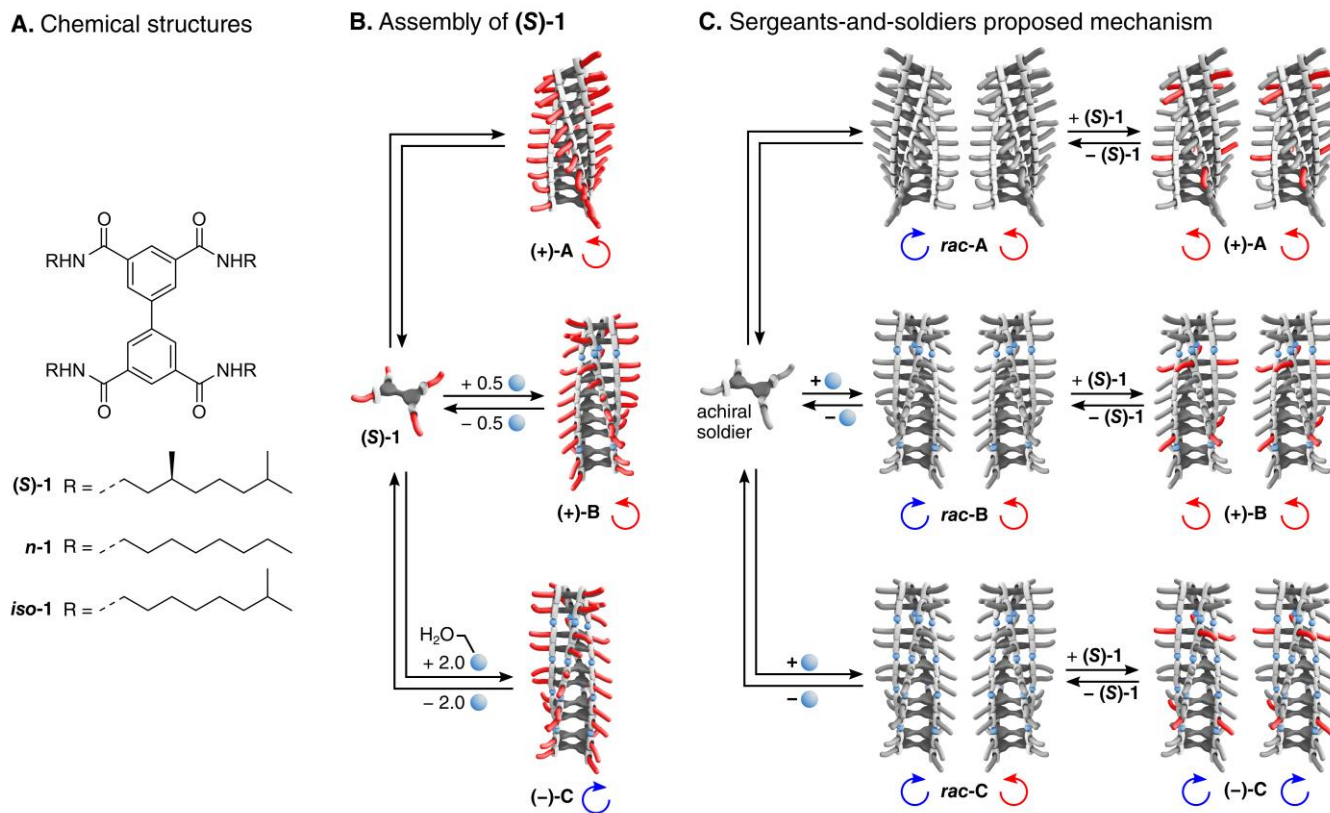 A. Chemical structures
O O
RHN NHR
RHN NHR
O O
(S)-1 R =
n-1 R =
iso-1 R =
B. Assembly of (S)-1
(+)-A
(S)-1
+ 0.5
− 0.5
(+)-B
H₂O
+ 2.0
− 2.0
(−)-C
C. Sergeants-and-soldiers proposed mechanism
+ (S)-1
− (S)-1
rac-A
(+)-A
achiral
soldier
+
−
+ (S)-1
− (S)-1
rac-B
(+)-B
+
−
+ (S)-1
− (S)-1
rac-C
(−)-C